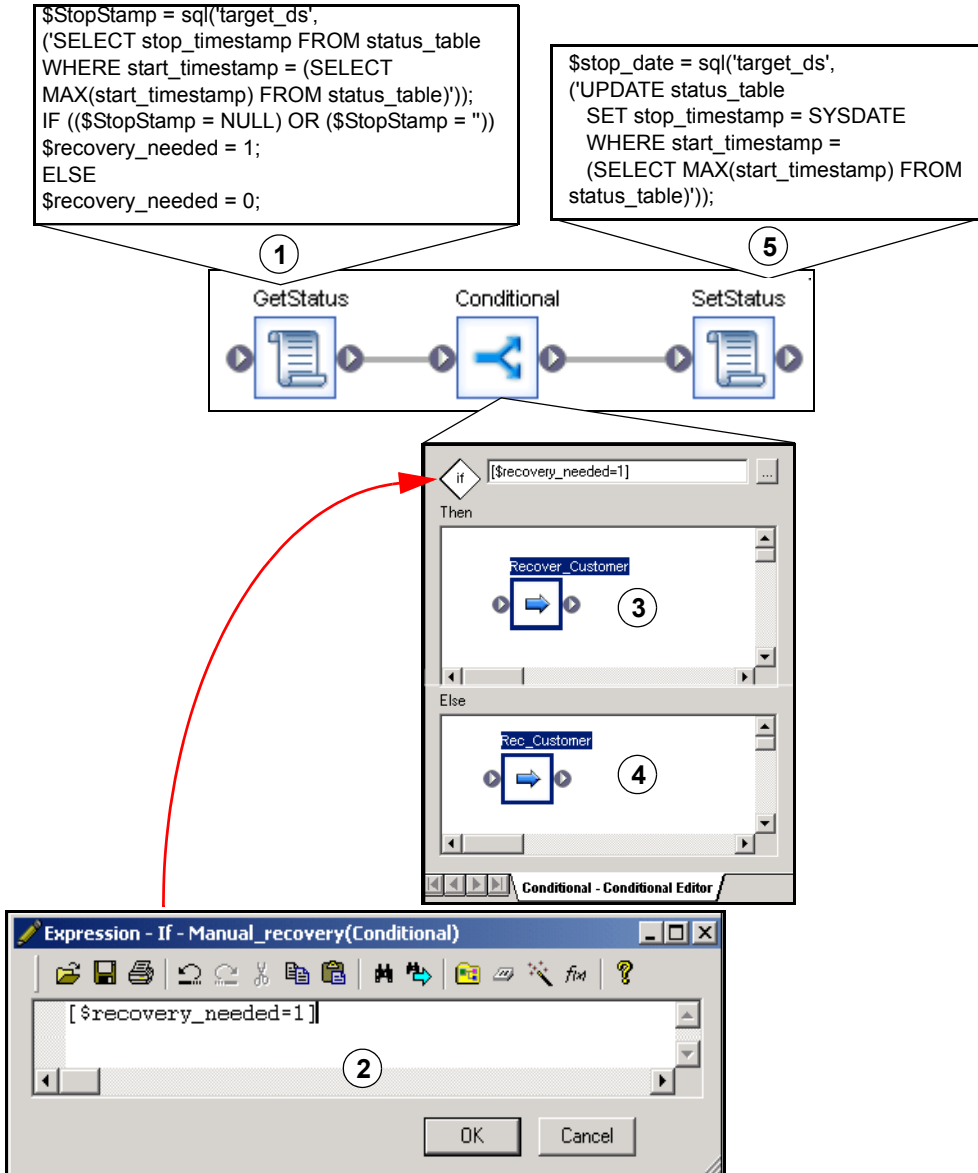 $StopStamp = sql('target_ds',
('SELECT stop_timestamp FROM status_table
WHERE start_timestamp = (SELECT
MAX(start_timestamp) FROM status_table)'));
IF (($StopStamp = NULL) OR ($StopStamp = ''))
$recovery_needed = 1;
ELSE
$recovery_needed = 0;
$stop_date = sql('target_ds',
('UPDATE status_table
SET stop_timestamp = SYSDATE
WHERE start_timestamp =
(SELECT MAX(start_timestamp) FROM
status_table)'));
1
5
GetStatus
Conditional
SetStatus
if
[$recovery_needed=1]
...
Then
Recover_Customer
3
Else
Rec_Customer
4
Conditional - Conditional Editor
Expression - If - Manual_recovery(Conditional)
f(x)
?
[$recovery_needed=1]
2
OK
Cancel